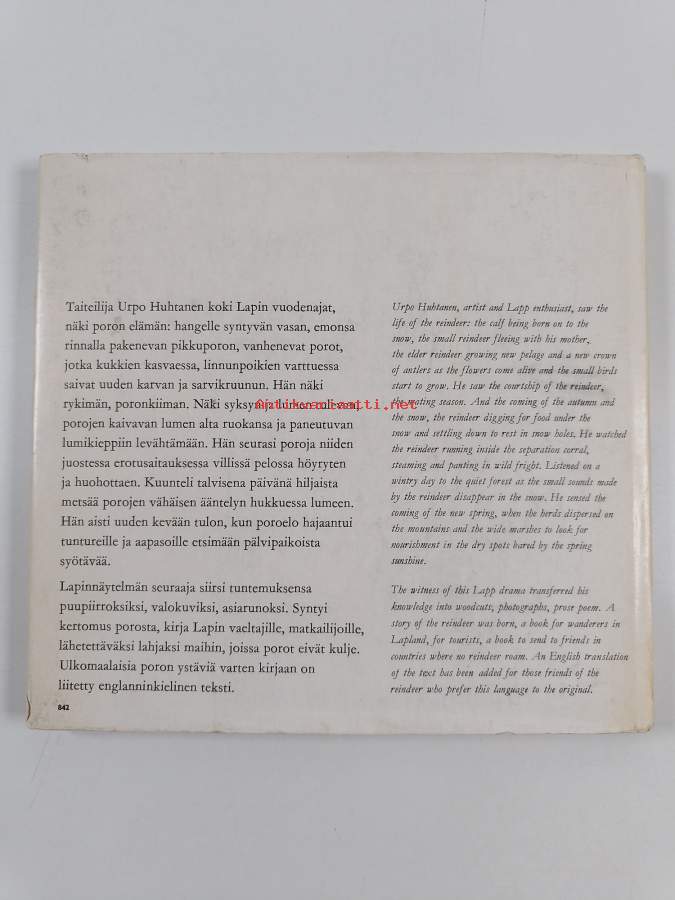 Taiteilija Urpo Huhtanen koki Lapin vuodenajat,
näki poron elämän: hangelle syntyvän vasan, emonsa
rinnalla pakenevan pikkuporon, vanhenevat porot,
jotka kukkien kasvaessa, linnunpoikien varttuessa
saivat uuden karvan ja sarvikruunun. Hän näki
rykimän, poronkiiman. Näki syksyn ja lumen tulevan,
porojen kaivavan lumen alta ruokansa ja paneutuvan
lumikieppiin levähtämään. Hän seurasi poroja niiden
juostessa erotusaitauksessa villissä pelossa höyryten
ja huohottaen. Kuunteli talvisena päivänä hiljaista
metsää porojen vähäisen ääntelyn hukkuessa lumeen.
Hän aisti uuden kevään tulon, kun poroelo hajaantui
tuntureille ja aapasoille etsimään pälvipaikoista
syötävää.
Lapinnäytelmän seuraaja siirsi tuntemuksensa
puupiirroksiksi, valokuviksi, asiarunoksi. Syntyi
kertomus porosta, kirja Lapin vaeltajille, matkailijoille,
lähetettäväksi lahjaksi maihin, joissa porot eivät kulje.
Ulkomaalaisia poron ystäviä varten kirjaan on
liitetty englanninkielinen teksti.
842
Urpo Huhtanen, artist and Lapp enthusiast, saw the
life of the reindeer: the calf being born on to the
snow, the small reindeer fleeing with his mother,
the elder reindeer growing new pelage and a new crown
of antlers as the flowers come alive and the small birds
start to grow. He saw the courtship of the reindeer,
the mating season. And the coming of the autumn and
the snow, the reindeer digging for food under the
snow and settling down to rest in snow holes. He watched
the reindeer running inside the separation corral,
steaming and panting in wild fright. Listened on a
wintry day to the quiet forest as the small sounds made
by the reindeer disappear in the snow. He sensed the
coming of the new spring, when the herds dispersed on
the mountains and the wide marshes to look for
nourishment in the dry spots bared by the spring
sunshine.
The witness of this Lapp drama transferred his
knowledge into woodcuts, photographs, prose poem. A
story of the reindeer was born, a book for wanderers in
Lapland, for tourists, a book to send to friends in
countries where no reindeer roam. An English translation
of the text has been added for those friends of the
reindeer who prefer this language to the original.
Antikvariaatti.net